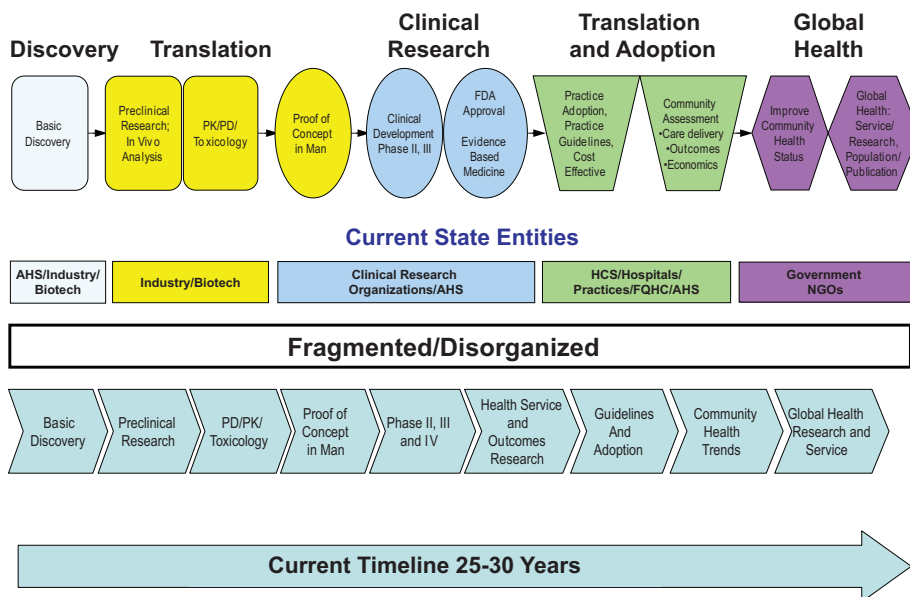 Discovery
Translation
Clinical
Research
Translation
and Adoption
Global
Health
Basic
Discovery
Preclinical
Research;
In Vivo
Analysis
PK/PD/
Toxicology
Proof of
Concept
in Man
Clinical
Development
Phase II, III
FDA
Approval
Evidence
Based
Medicine
Practice
Adoption,
Practice
Guidelines,
Cost
Effective
Community
Assessment
•Care delivery
•Outcomes
•Economics
Improve
Community
Health
Status
Global
Health:
Service/
Research,
Population/
Publication
Current State Entities
AHS/Industry/
Biotech
Industry/Biotech
Clinical Research
Organizations/AHS
HCS/Hospitals/
Practices/FQHC/AHS
Government
NGOs
Fragmented/Disorganized
Basic
Discovery
Preclinical
Research
PD/PK/
Toxicology
Proof of
Concept
in Man
Phase II, III
and IV
Health Service
and
Outcomes
Research
Guidelines
And
Adoption
Community
Health
Trends
Global Health
Research and
Service
Current Timeline 25-30 Years